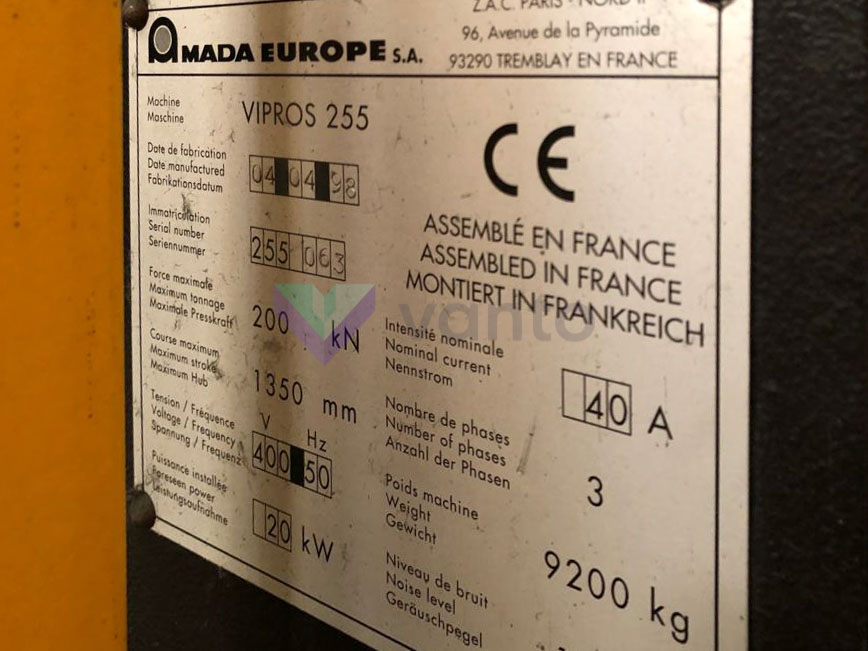 Z.A.C. PARIS - NORD II
AMADA EUROPE S.A.
96, Avenue de la Pyramide
93290 TREMBLAY EN FRANCE
Machine
Maschine
VIPROS 255
Date de fabrication
Date manufactured
Fabrikationsdatum
04 04 98
CE
ASSEMBLÉ EN FRANCE
ASSEMBLED IN FRANCE
MONTIERT IN FRANKREICH
Immatriculation
Serial number
Seriennummer
255 063
Force maximale
Maximum tonnage
Maximale Presskraft
200 kN
vanto
Course maximum
Maximum stroke
Maximum Hub
1350 mm
Tension / Fréquence
Voltage / Frequency
Spannung / Frequenz
V Hz
400 50
Puissance installée
Foreseen power
Leistungsaufnahme
20 kW
Intensité nominale
Nominal current
Nennstrom
40 A
Nombre de phases
Number of phases
Anzahl der Phasen
3
Poids machine
Weight
Gewicht
9200 kg
Niveau de bruit
Noise level
Geräuschpegel